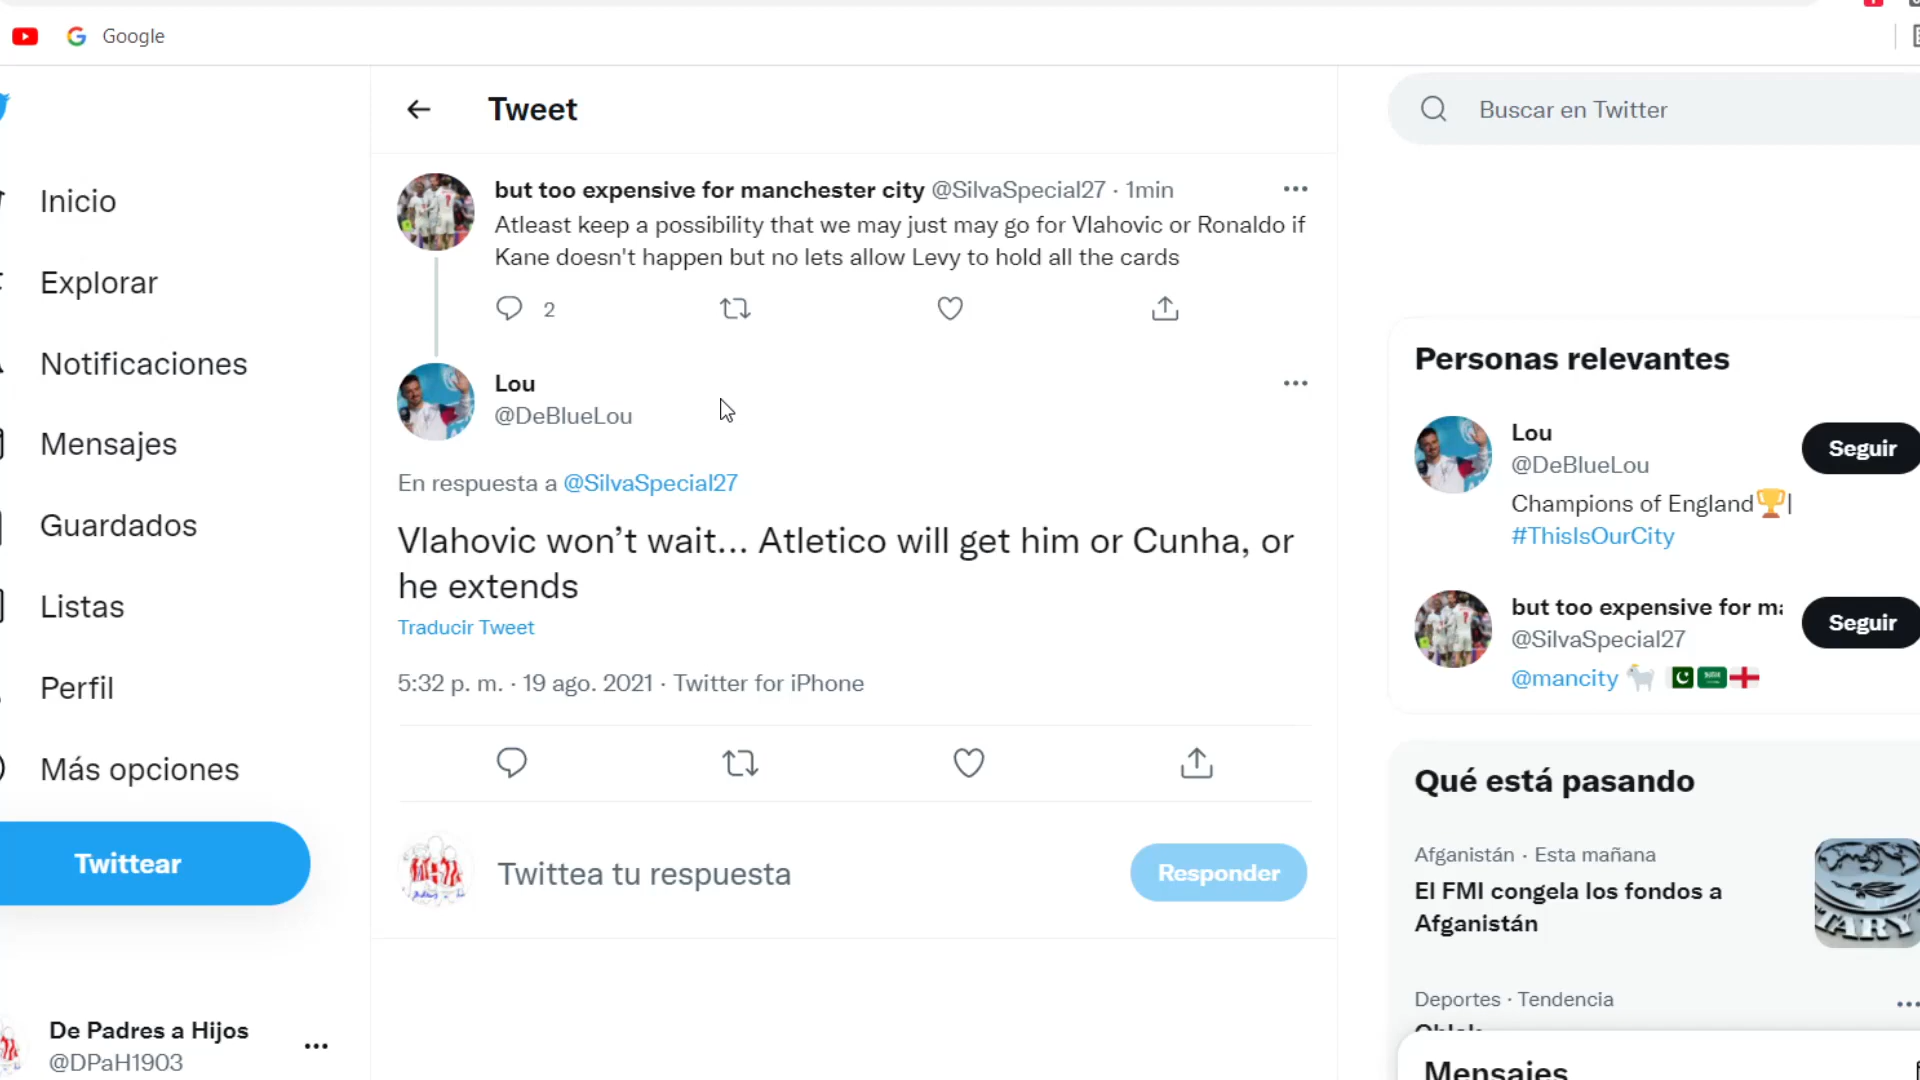 Google
Tweet
Buscar en Twitter
Inicio
Explorar
Notificaciones
Mensajes
Guardados
Listas
Perfil
Más opciones
Twittear
De Padres a Hijos
@DPaH1903
but too expensive for manchester city @SilvaSpecial27 · 1min
Atleast keep a possibility that we may just may go for Vlahovic or Ronaldo if
Kane doesn't happen but no lets allow Levy to hold all the cards
2
Lou
@DeBlueLou
En respuesta a @SilvaSpecial27
Vlahovic won’t wait... Atletico will get him or Cunha, or
he extends
Traducir Tweet
5:32 p. m. · 19 ago. 2021 · Twitter for iPhone
Twittea tu respuesta
Responder
Personas relevantes
Lou
@DeBlueLou
Seguir
Champions of England🏆|
#ThisIsOurCity
but too expensive for ma
@SilvaSpecial27
Seguir
@mancity 🐐 🇵🇰🇸🇦🏴󠁧󠁢󠁥󠁮󠁧󠁿
Qué está pasando
Afganistán · Esta mañana
El FMI congela los fondos a
Afganistán
TARY
Deportes · Tendencia
Mensajes